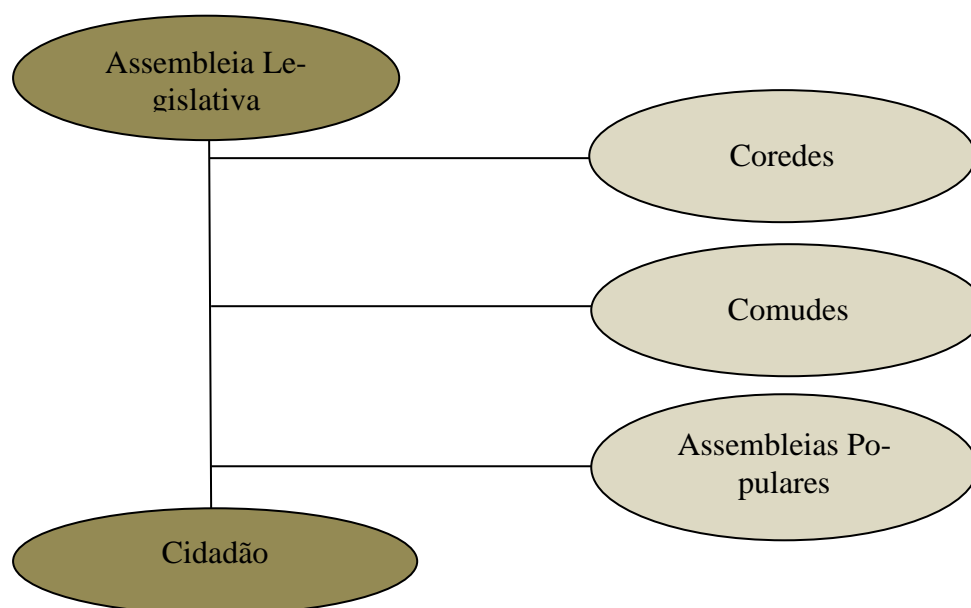 Assembleia Le-
gislativa
Coredes
Comudes
Assembleias Po-
pulares
Cidadão